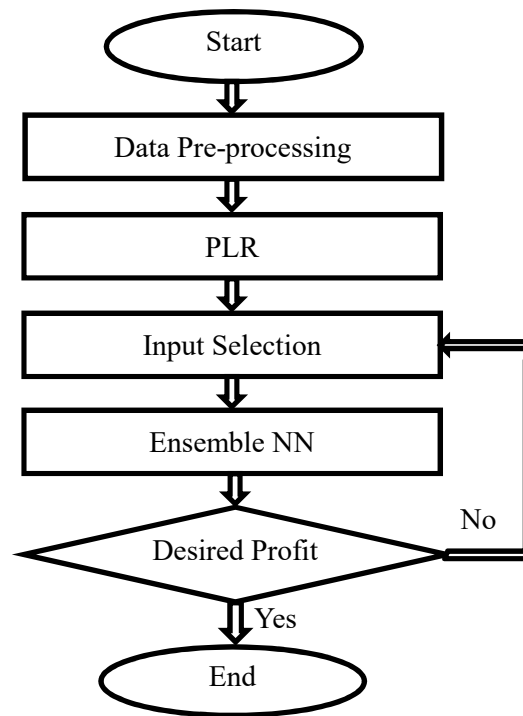 Start
Data Pre-processing
PLR
Input Selection
Ensemble NN
No
Desired Profit
Yes
End